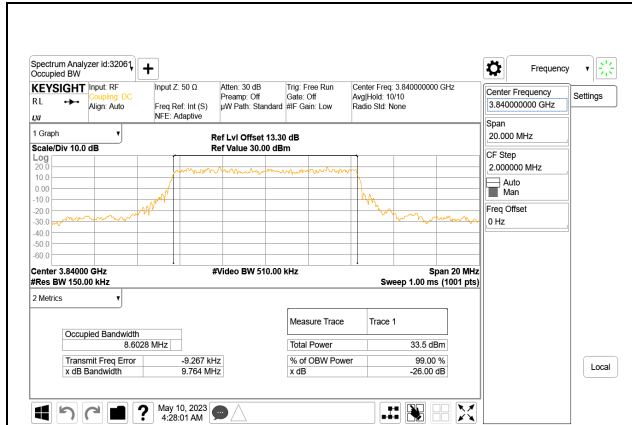 Spectrum Analyzer id:32061
Occupied BW
Frequency
KEYSIGHT
RL
LXI
Input: RF
Coupling: DC
Align: Auto
Input Z: 50 Ω
Freq Ref: Int (S)
NFE: Adaptive
Atten: 30 dB
Preamp: Off
µW Path: Standard
Trig: Free Run
Gate: Off
#IF Gain: Low
Center Freq: 3.840000000 GHz
Avg|Hold: 10/10
Radio Std: None
Center Frequency
3.840000000 GHz
Settings
Span
20.000 MHz
CF Step
2.000000 MHz
Auto
Man
Freq Offset
0 Hz
Local
1 Graph
Scale/Div 10.0 dB
Ref Lvl Offset 13.30 dB
Ref Value 30.00 dBm
Log
20.0
10.0
0.00
-10.0
-20.0
-30.0
-40.0
-50.0
-60.0
Center 3.84000 GHz
#Video BW 510.00 kHz
Span 20 MHz
#Res BW 150.00 kHz
Sweep 1.00 ms (1001 pts)
2 Metrics
Measure Trace Trace 1
Occupied Bandwidth
8.6028 MHz
Total Power 33.5 dBm
Transmit Freq Error -9.267 kHz
% of OBW Power 99.00 %
x dB Bandwidth 9.764 MHz
x dB -26.00 dB
May 10, 2023
4:28:01 AM